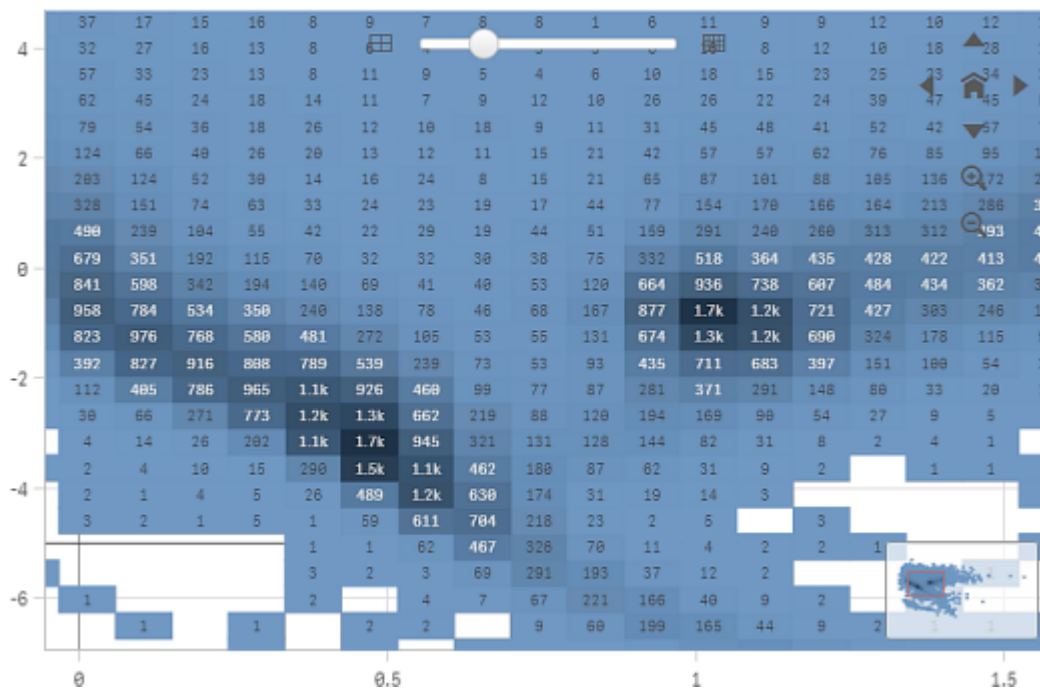 37 17 15 16 8 9 7 8 8 1 6 11 9 9 12 10 12
4 32 27 16 13 8 8 12 10 18 28
57 33 23 13 8 11 9 5 4 6 10 18 15 23 25 23 34
62 45 24 18 14 11 7 9 12 10 26 26 22 24 39 47 45
79 54 36 18 26 12 10 18 9 11 31 45 48 41 52 42 57
2 124 66 40 26 20 13 12 11 15 21 42 57 57 62 76 85 95
203 124 52 30 14 16 24 8 15 21 65 87 101 88 105 136 172
328 151 74 63 33 24 23 19 17 44 77 154 170 166 164 213 286
490 239 104 55 42 22 29 19 44 51 159 291 240 260 313 312 393
0 679 351 192 115 70 32 32 30 38 75 332 518 364 435 428 422 413
841 598 342 194 140 69 41 40 53 120 664 936 738 607 484 434 362
958 784 534 350 240 138 78 46 68 167 877 1.7k 1.2k 721 427 303 246
823 976 768 580 481 272 105 53 55 131 674 1.3k 1.2k 690 324 178 115
-2 392 827 916 808 789 539 239 73 53 93 435 711 683 397 151 100 54
112 405 786 965 1.1k 926 460 99 77 87 281 371 291 148 80 33 20
30 66 271 773 1.2k 1.3k 662 219 88 120 194 169 90 54 27 9 5
4 14 26 202 1.1k 1.7k 945 321 131 128 144 82 31 8 2 4 1
2 4 10 15 290 1.5k 1.1k 462 180 87 62 31 9 2 1 1
-4 2 1 4 5 26 489 1.2k 630 174 31 19 14 3
3 2 1 5 1 59 611 704 218 23 2 5 3
1 1 62 467 326 70 11 4 2 2 1
3 2 3 69 291 193 37 12 2
-6 1 2 4 7 67 221 166 40 9 2
1 1 2 2 9 60 199 165 44 9 2
0 0.5 1 1.5